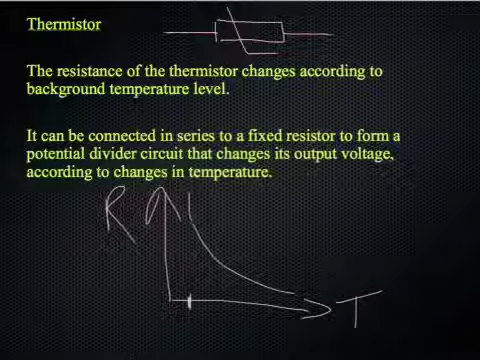 Thermistor
The resistance of the thermistor changes according to
background temperature level.
It can be connected in series to a fixed resistor to form a
potential divider circuit that changes its output voltage,
according to changes in temperature.
R
T